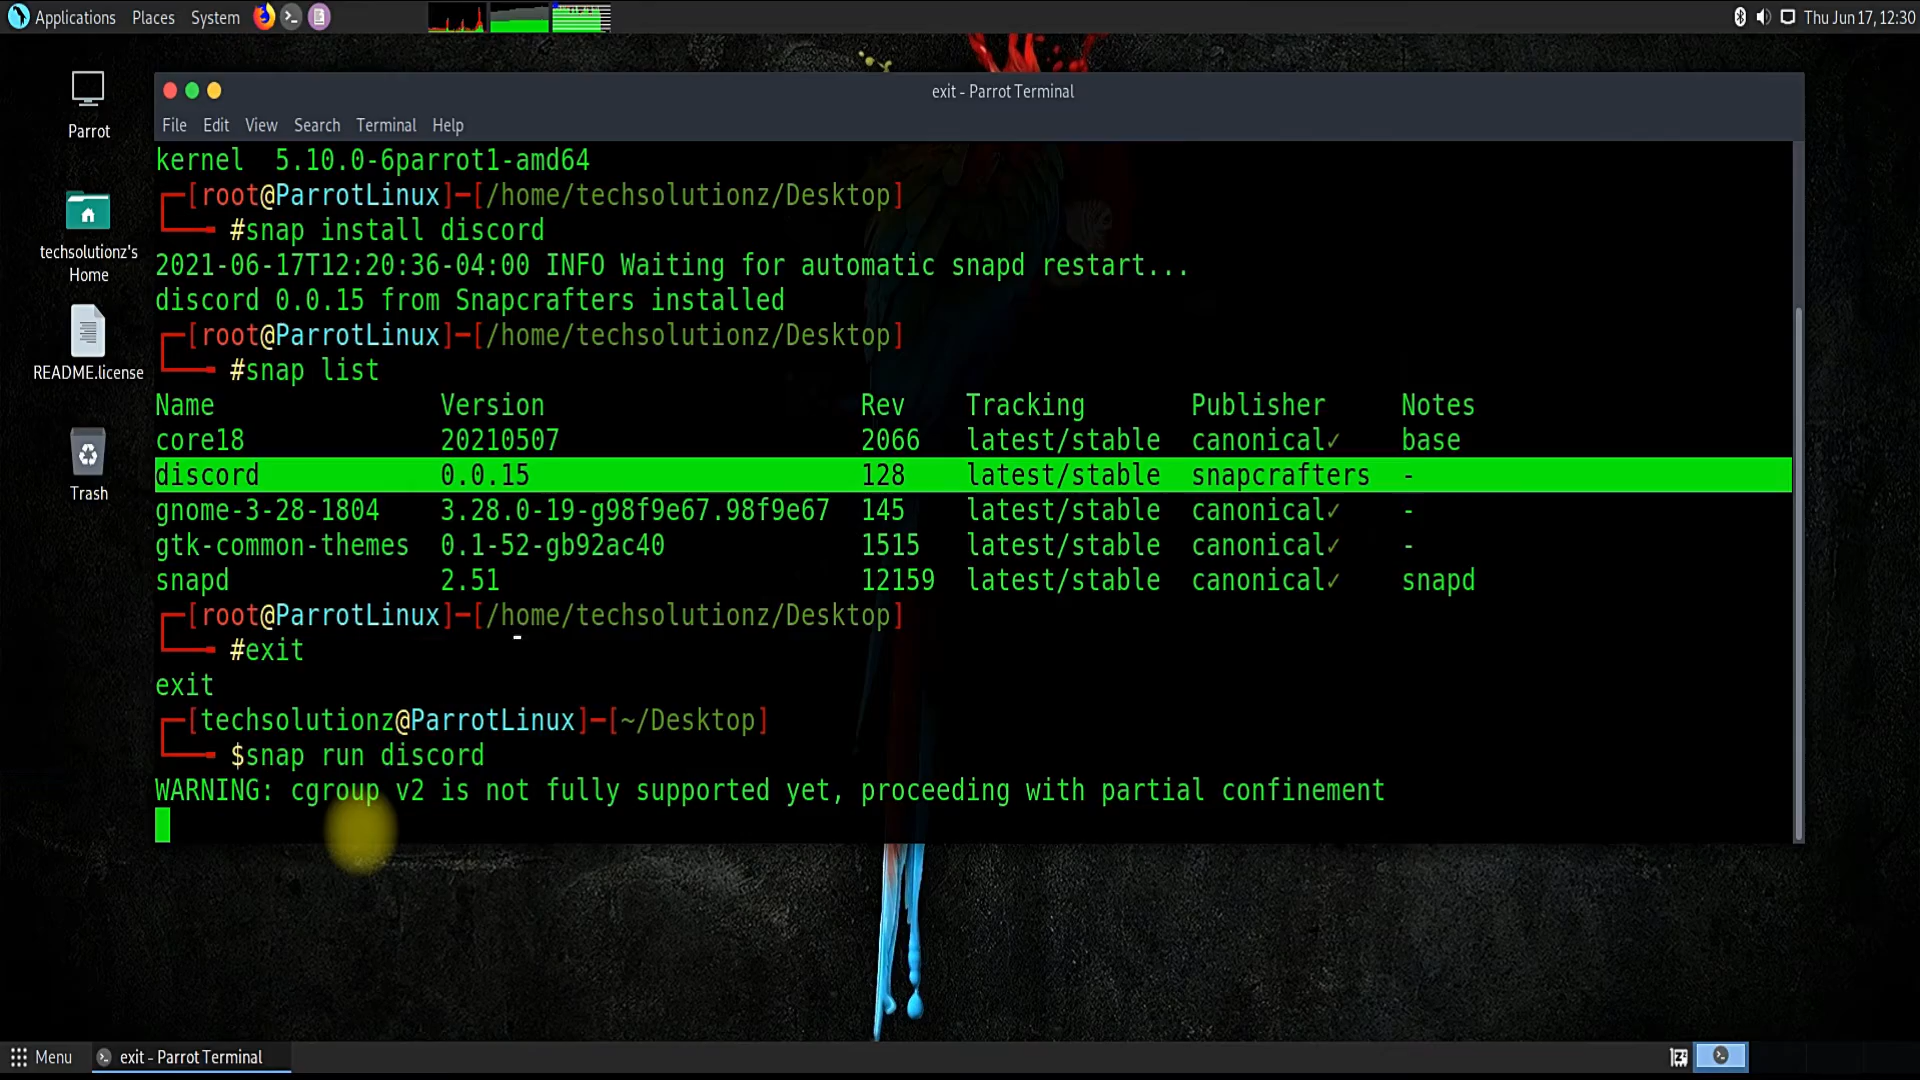 Applications Places System Thu Jun 17, 12:30
Parrot
techsolutionz's
Home
README.license
Trash
exit - Parrot Terminal
File Edit View Search Terminal Help
kernel 5.10.0-6parrot1-amd64
[root@ParrotLinux]─[/home/techsolutionz/Desktop]
#snap install discord
2021-06-17T12:20:36-04:00 INFO Waiting for automatic snapd restart...
discord 0.0.15 from Snapcrafters installed
[root@ParrotLinux]─[/home/techsolutionz/Desktop]
#snap list
Name Version Rev Tracking Publisher Notes
core18 20210507 2066 latest/stable canonical✓ base
discord 0.0.15 128 latest/stable snapcrafters -
gnome-3-28-1804 3.28.0-19-g98f9e67.98f9e67 145 latest/stable canonical✓ -
gtk-common-themes 0.1-52-gb92ac40 1515 latest/stable canonical✓ -
snapd 2.51 12159 latest/stable canonical✓ snapd
[root@ParrotLinux]─[/home/techsolutionz/Desktop]
#exit
exit
[techsolutionz@ParrotLinux]─[~/Desktop]
$snap run discord
WARNING: cgroup v2 is not fully supported yet, proceeding with partial confinement
Menu exit - Parrot Terminal